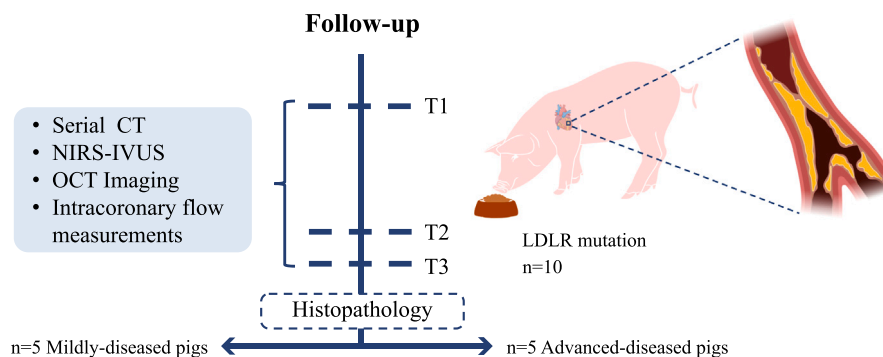 Follow-up
T1
• Serial CT
• NIRS-IVUS
• OCT Imaging
• Intracoronary flow
measurements
T2
T3
LDLR mutation
n=10
Histopathology
n=5 Mildly-diseased pigs
n=5 Advanced-diseased pigs